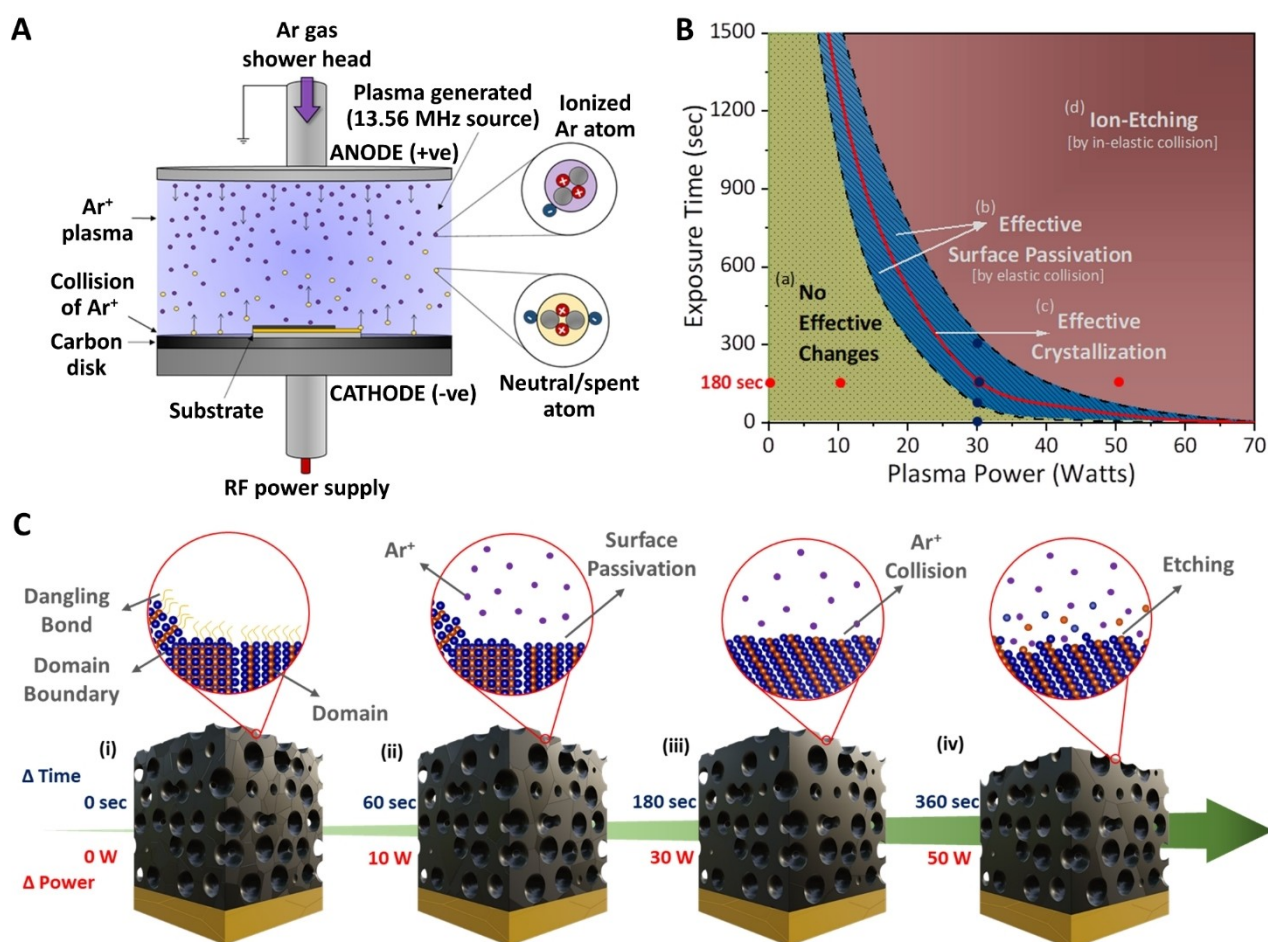 A
Ar gas
shower head
Plasma generated
(13.56 MHz source)
Ionized
Ar atom
ANODE (+ve)
Ar+
plasma
Collision
of Ar+
Carbon
disk
Substrate
CATHODE (-ve)
Neutral/spent
atom
RF power supply
B
Exposure Time (sec)
1500
1200
900
600
300
0
180 sec
(a) No
Effective
Changes
(b) Effective
Surface Passivation
[by elastic collision]
(c) Effective
Crystallization
(d) Ion-Etching
[by in-elastic collision]
0 10 20 30 40 50 60 70
Plasma Power (Watts)
C
Dangling
Bond
Domain
Boundary
Domain
Ar+
Surface
Passivation
Ar+
Collision
Etching
(i) (ii) (iii) (iv)
Δ Time
0 sec 60 sec 180 sec 360 sec
0 W 10 W 30 W 50 W
Δ Power